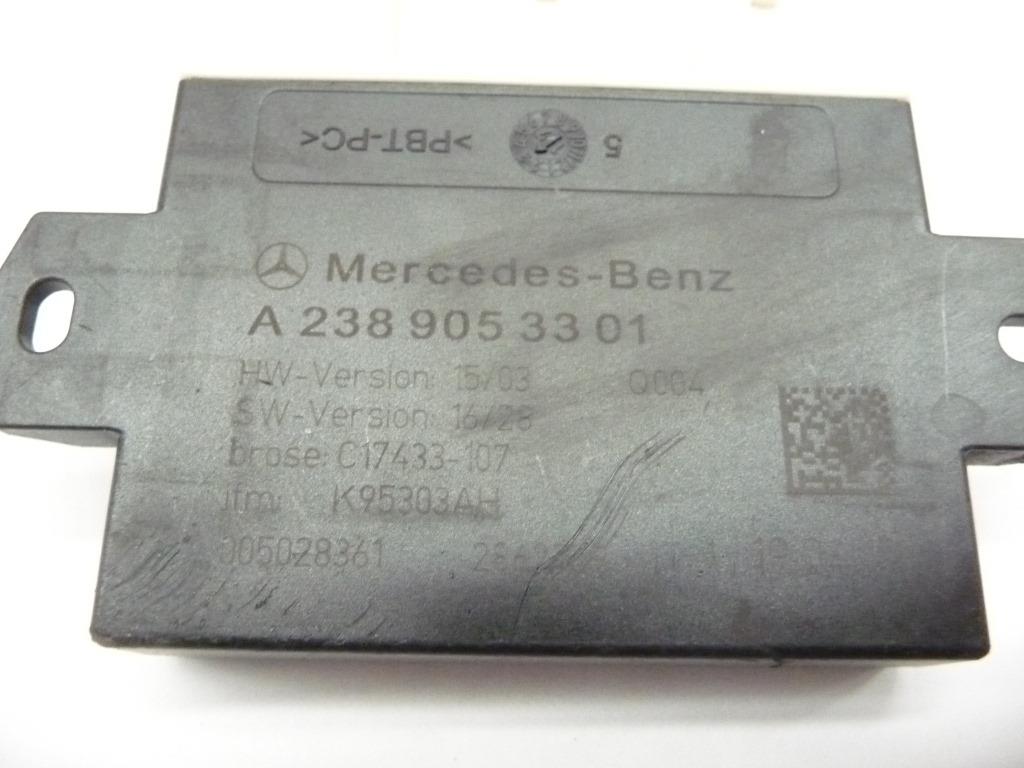 >PBT-PC<
5
Mercedes-Benz
A 238 905 33 01
HW-Version: 15/03 Q004
SW-Version: 16/28
brose: C17433-107
ifm: K95303AH
005028361